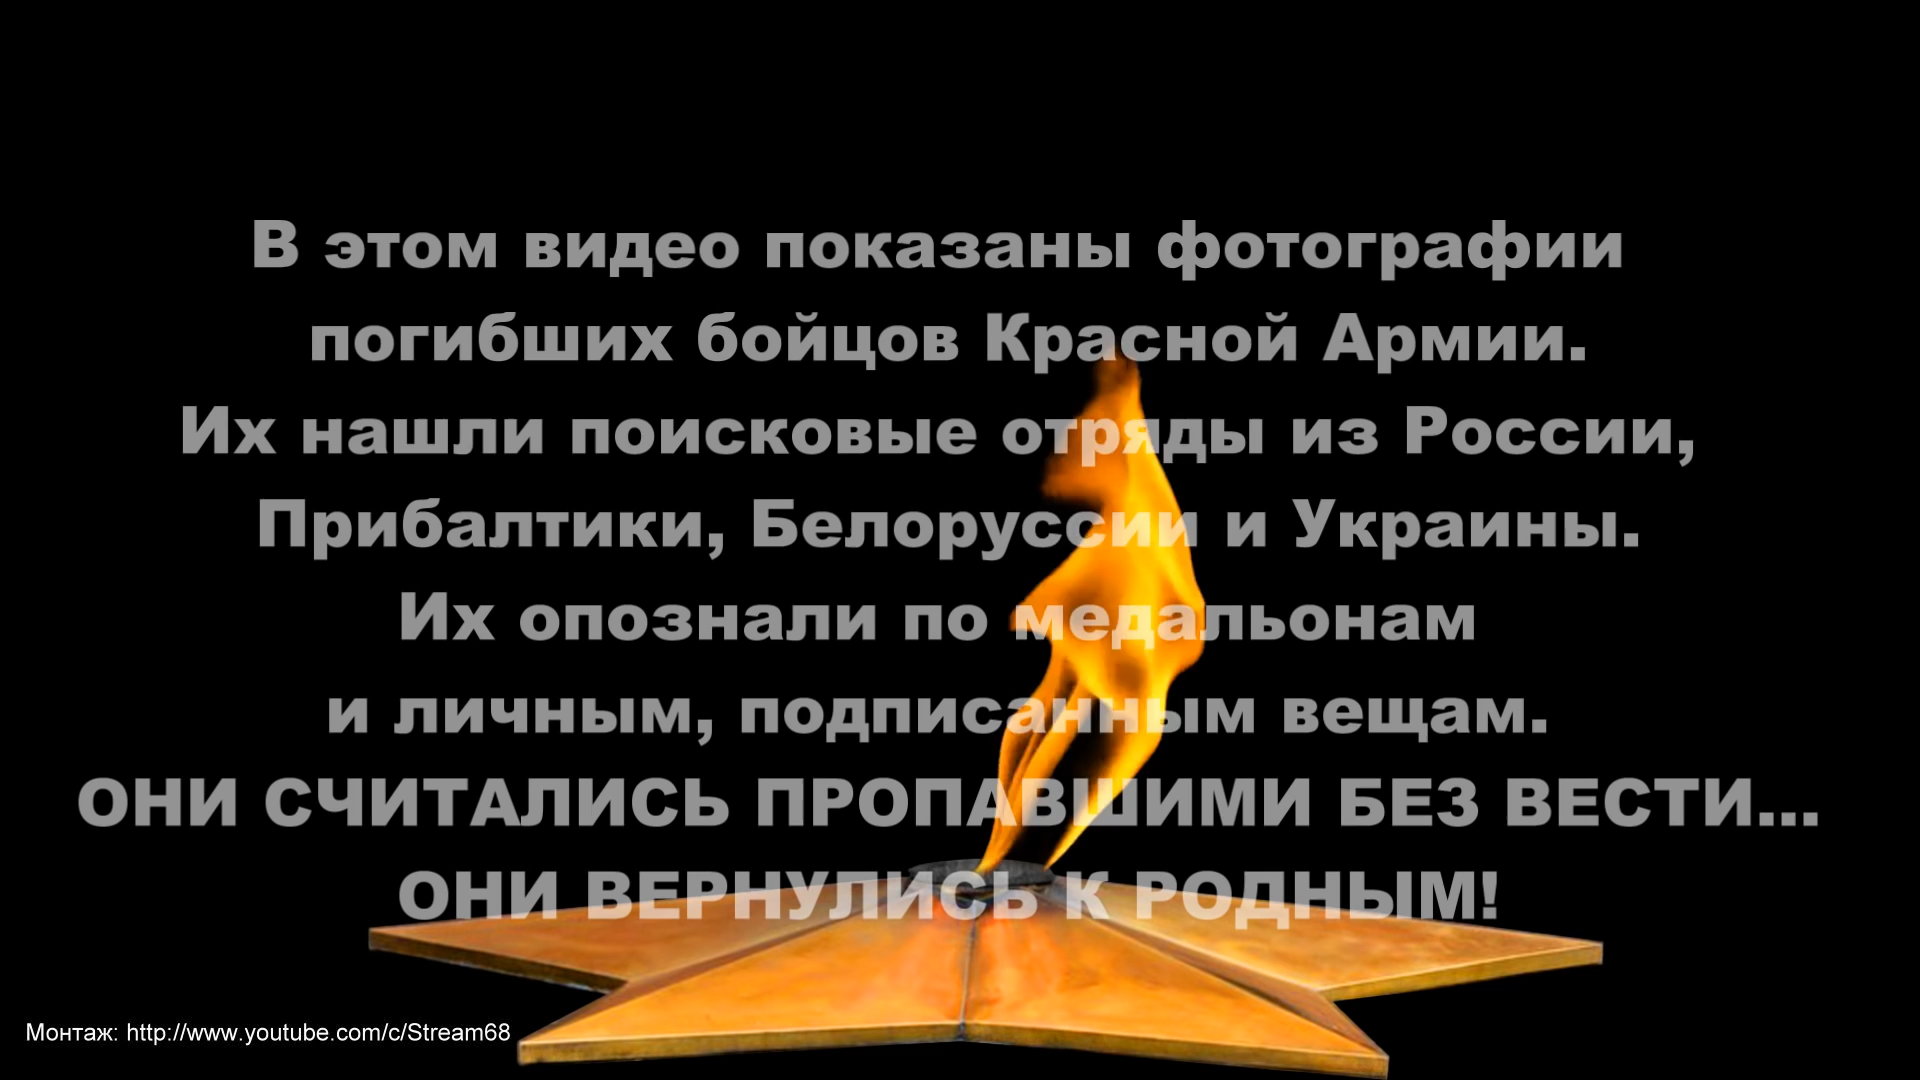 В этом видео показаны фотографии
погибших бойцов Красной Армии.
Их нашли поисковые отряды из России,
Прибалтики, Белоруссии и Украины.
Их опознали по медальонам
и личным, подписанным вещам.
ОНИ СЧИТАЛИСЬ ПРОПАВШИМИ БЕЗ ВЕСТИ...
ОНИ ВЕРНУЛИСЬ К РОДНЫМ!
Монтаж: http://www.youtube.com/c/Stream68